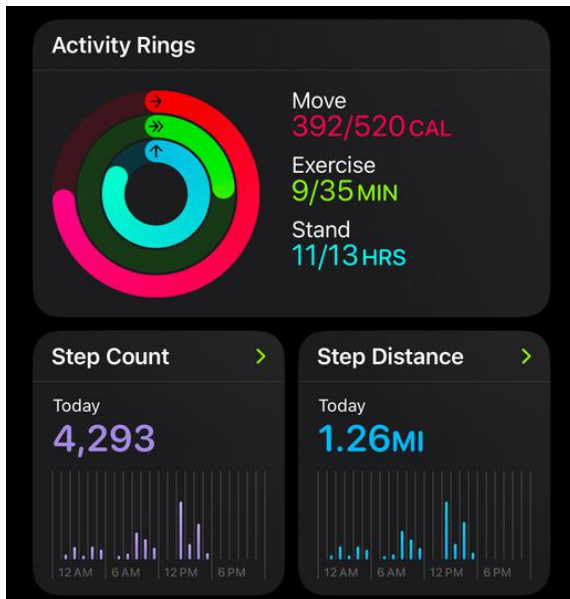 Activity Rings
Move
392/520CAL
Exercise
9/35MIN
Stand
11/13HRS
Step Count
Today
4,293
12 AM 6 AM 12 PM 6 PM
Step Distance
Today
1.26MI
12 AM 6 AM 12 PM 6 PM